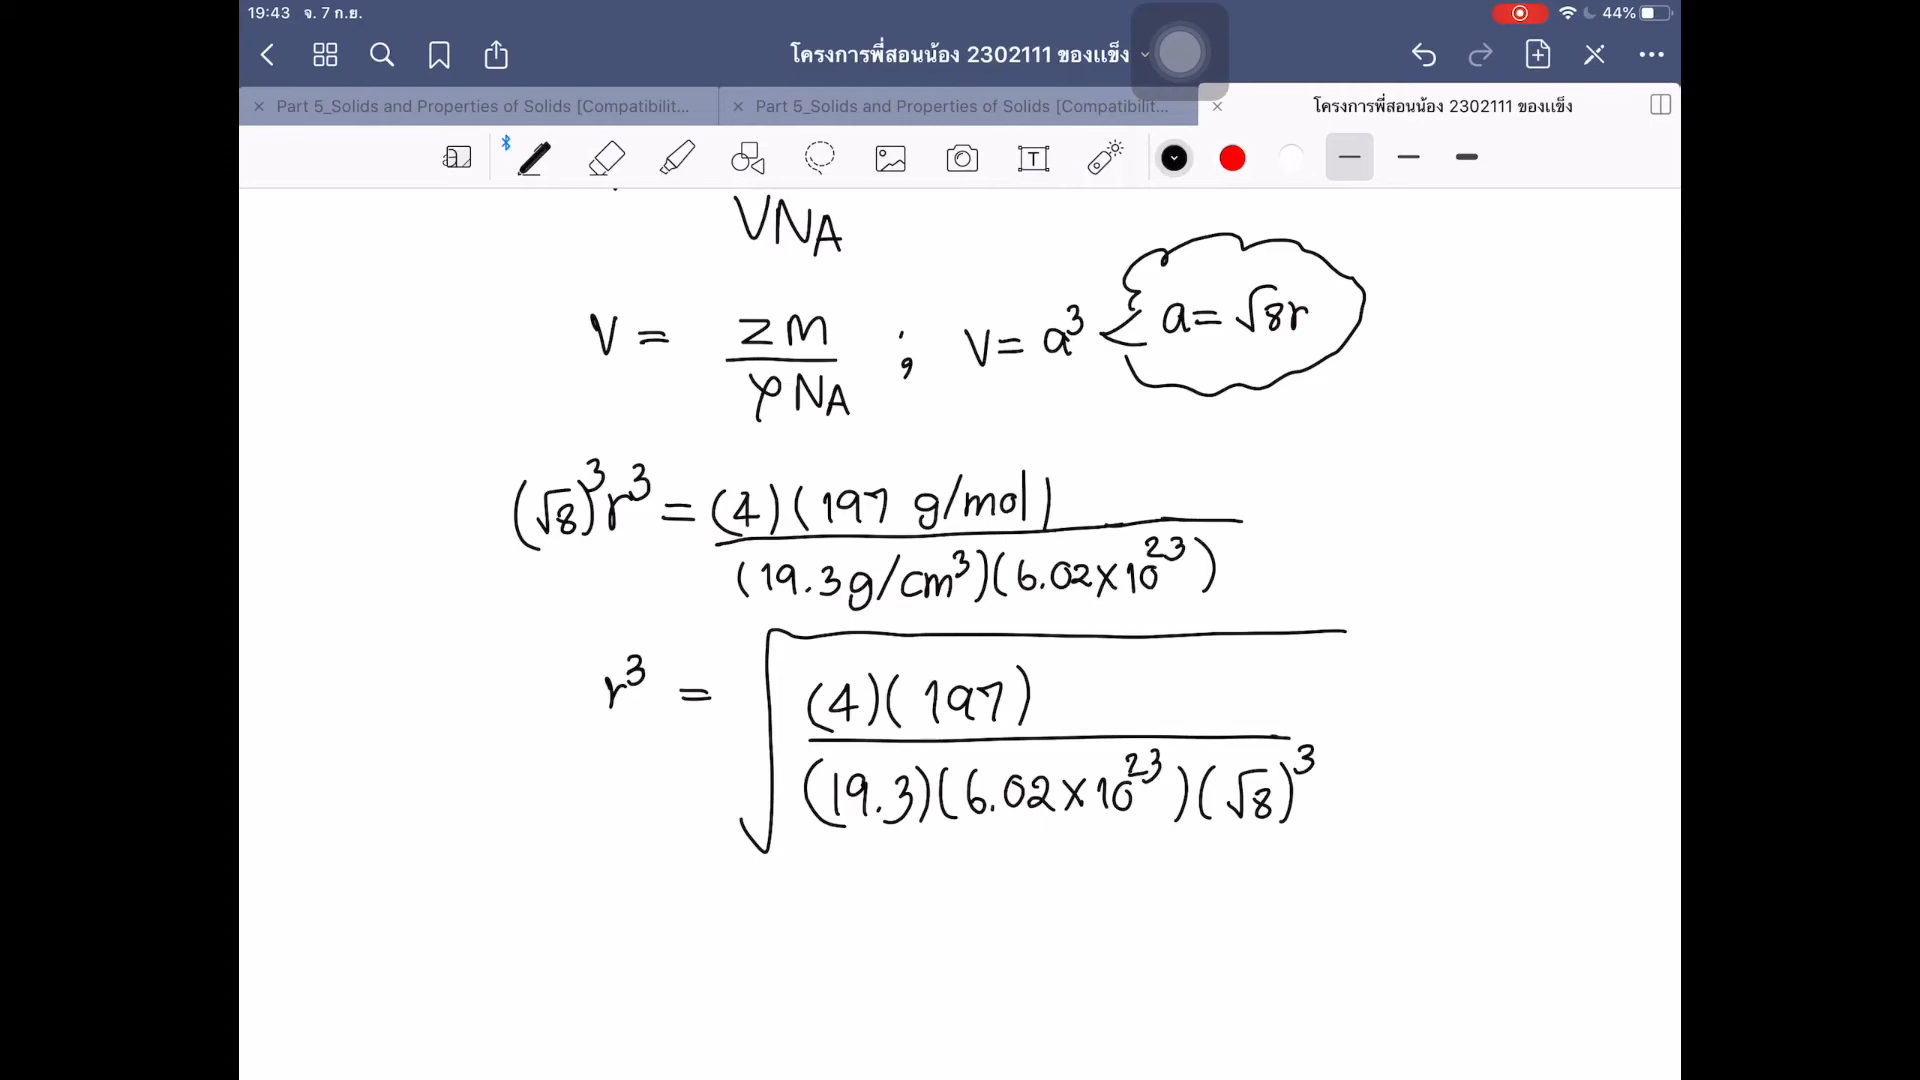 19:43 จ. 7 ก.ย. 44%
โครงการพี่สอนน้อง 2302111 ของแข็ง
Part 5_Solids and Properties of Solids [Compatibilit... Part 5_Solids and Properties of Solids [Compatibilit... โครงการพี่สอนน้อง 2302111 ของแข็ง
VN_A
V = ZM / ρN_A ; V = a³ a = √8r
(√8)³r³ = (4)(197 g/mol) / (19.3g/cm³)(6.02×10²³)
r³ = √((4)(197) / (19.3)(6.02×10²³)(√8)³)